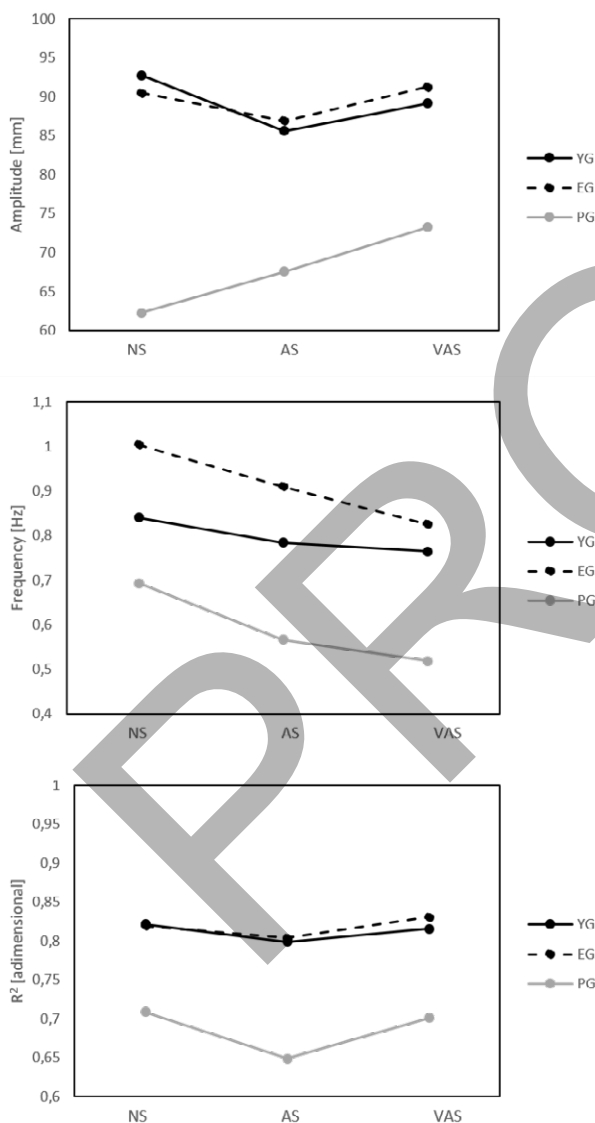 100
95
90
85
80
75
70
65
60
Amplitude [mm]
NS AS VAS
YG
EG
PG
1,1
1
0,9
0,8
0,7
0,6
0,5
0,4
Frequency [Hz]
NS AS VAS
YG
EG
PG
1
0,95
0,9
0,85
0,8
0,75
0,7
0,65
0,6
R² [adimensional]
NS AS VAS
YG
EG
PG